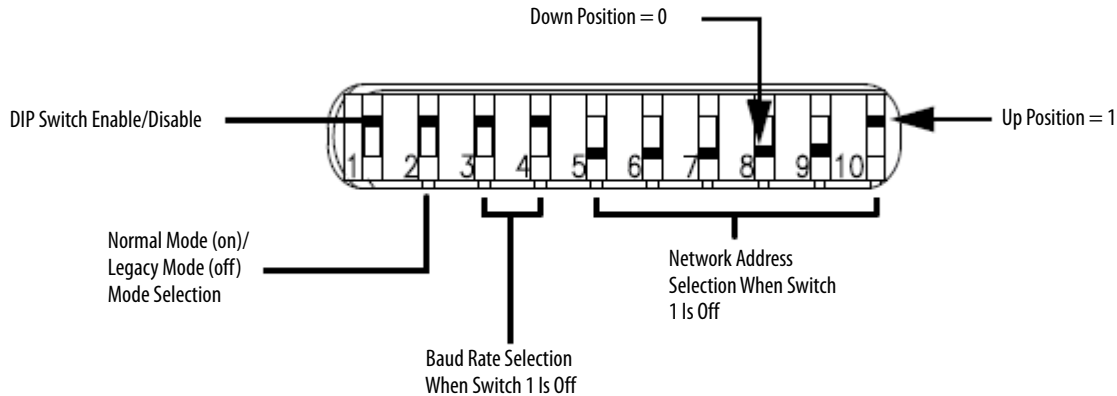 Down Position = 0
DIP Switch Enable/Disable
Up Position = 1
1 2 3 4 5 6 7 8 9 10
Normal Mode (on)/
Legacy Mode (off)
Mode Selection
Network Address
Selection When Switch
1 Is Off
Baud Rate Selection
When Switch 1 Is Off